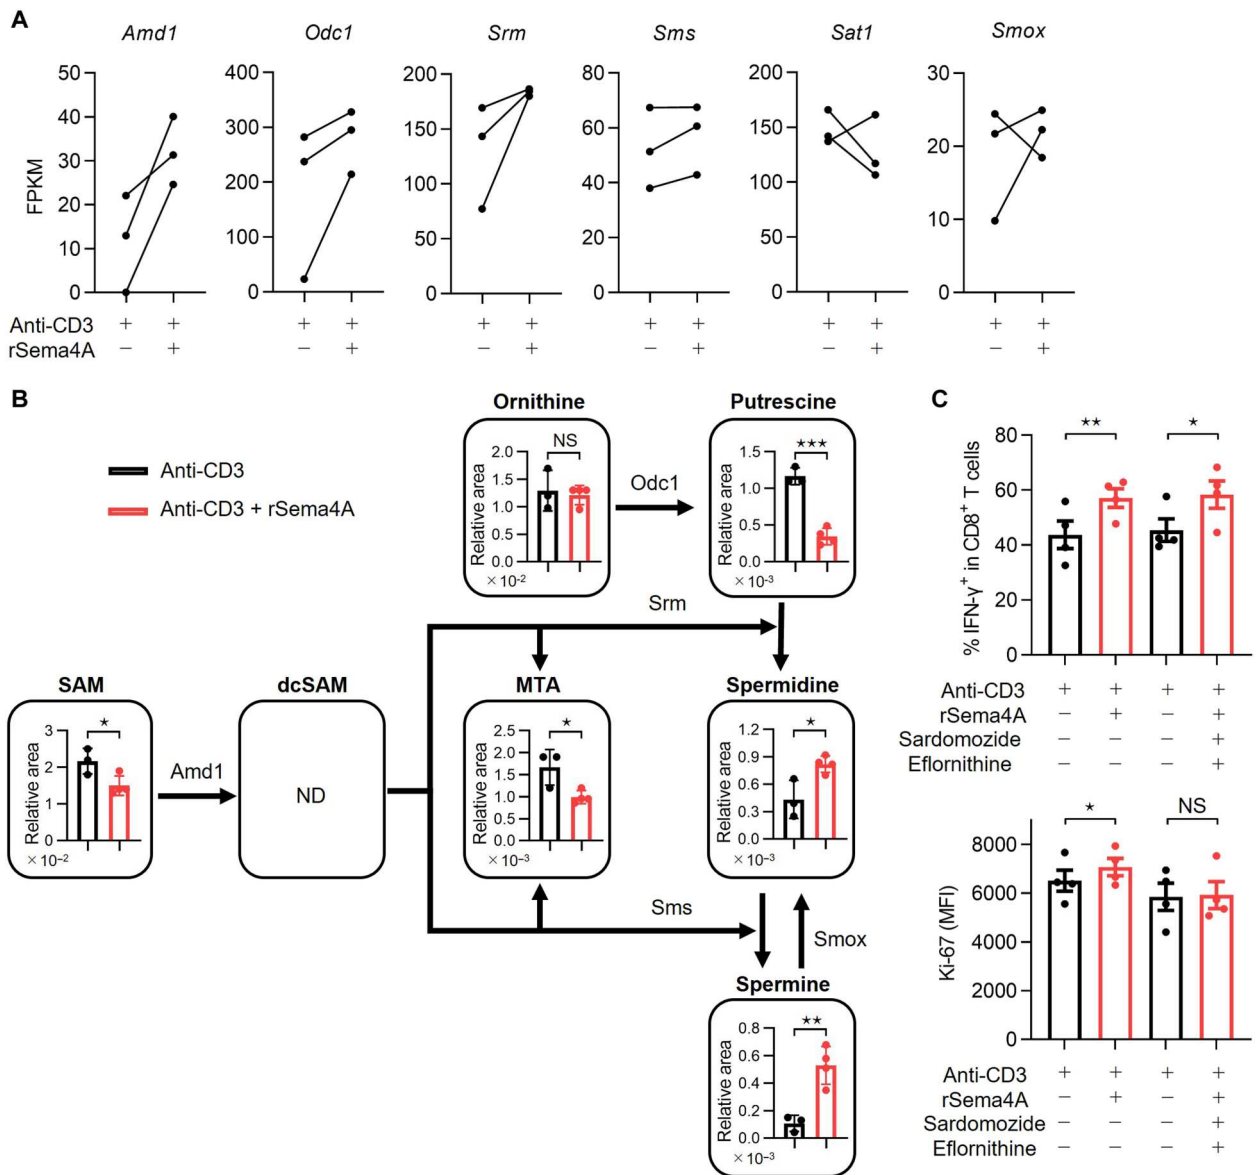 A
Amd1 Odc1 Srm Sms Sat1 Smox
FPKM
50 40 30 20 10 0
400 300 200 100 0
200 150 100 50 0
80 60 40 20 0
200 150 100 50 0
30 20 10 0
Anti-CD3 + + + + + + + + + + + +
rSema4A − + − + − + − + − + − +
B
Anti-CD3
Anti-CD3 + rSema4A
Ornithine
NS
Relative area
2.0 1.5 1.0 0.5 0.0
× 10⁻²
Odc1
Putrescine
★★★
Relative area
1.5 1.0 0.5 0.0
× 10⁻³
Srm
SAM
★
Relative area
3 2 1 0
× 10⁻²
Amd1
dcSAM
ND
MTA
★
Relative area
2.5 2.0 1.5 1.0 0.5 0.0
× 10⁻³
Spermidine
★
Relative area
1.2 0.9 0.6 0.3 0.0
× 10⁻³
Sms
Smox
Spermine
★★
Relative area
0.8 0.6 0.4 0.2 0.0
× 10⁻³
C
% IFN-γ⁺ in CD8⁺ T cells
80 60 40 20 0
★★ ★
Anti-CD3 + + + +
rSema4A − + − +
Sardomozide − − − +
Eflornithine − − − +
Ki-67 (MFI)
8000 6000 4000 2000 0
★ NS
Anti-CD3 + + + +
rSema4A − + − +
Sardomozide − − − +
Eflornithine − − − +